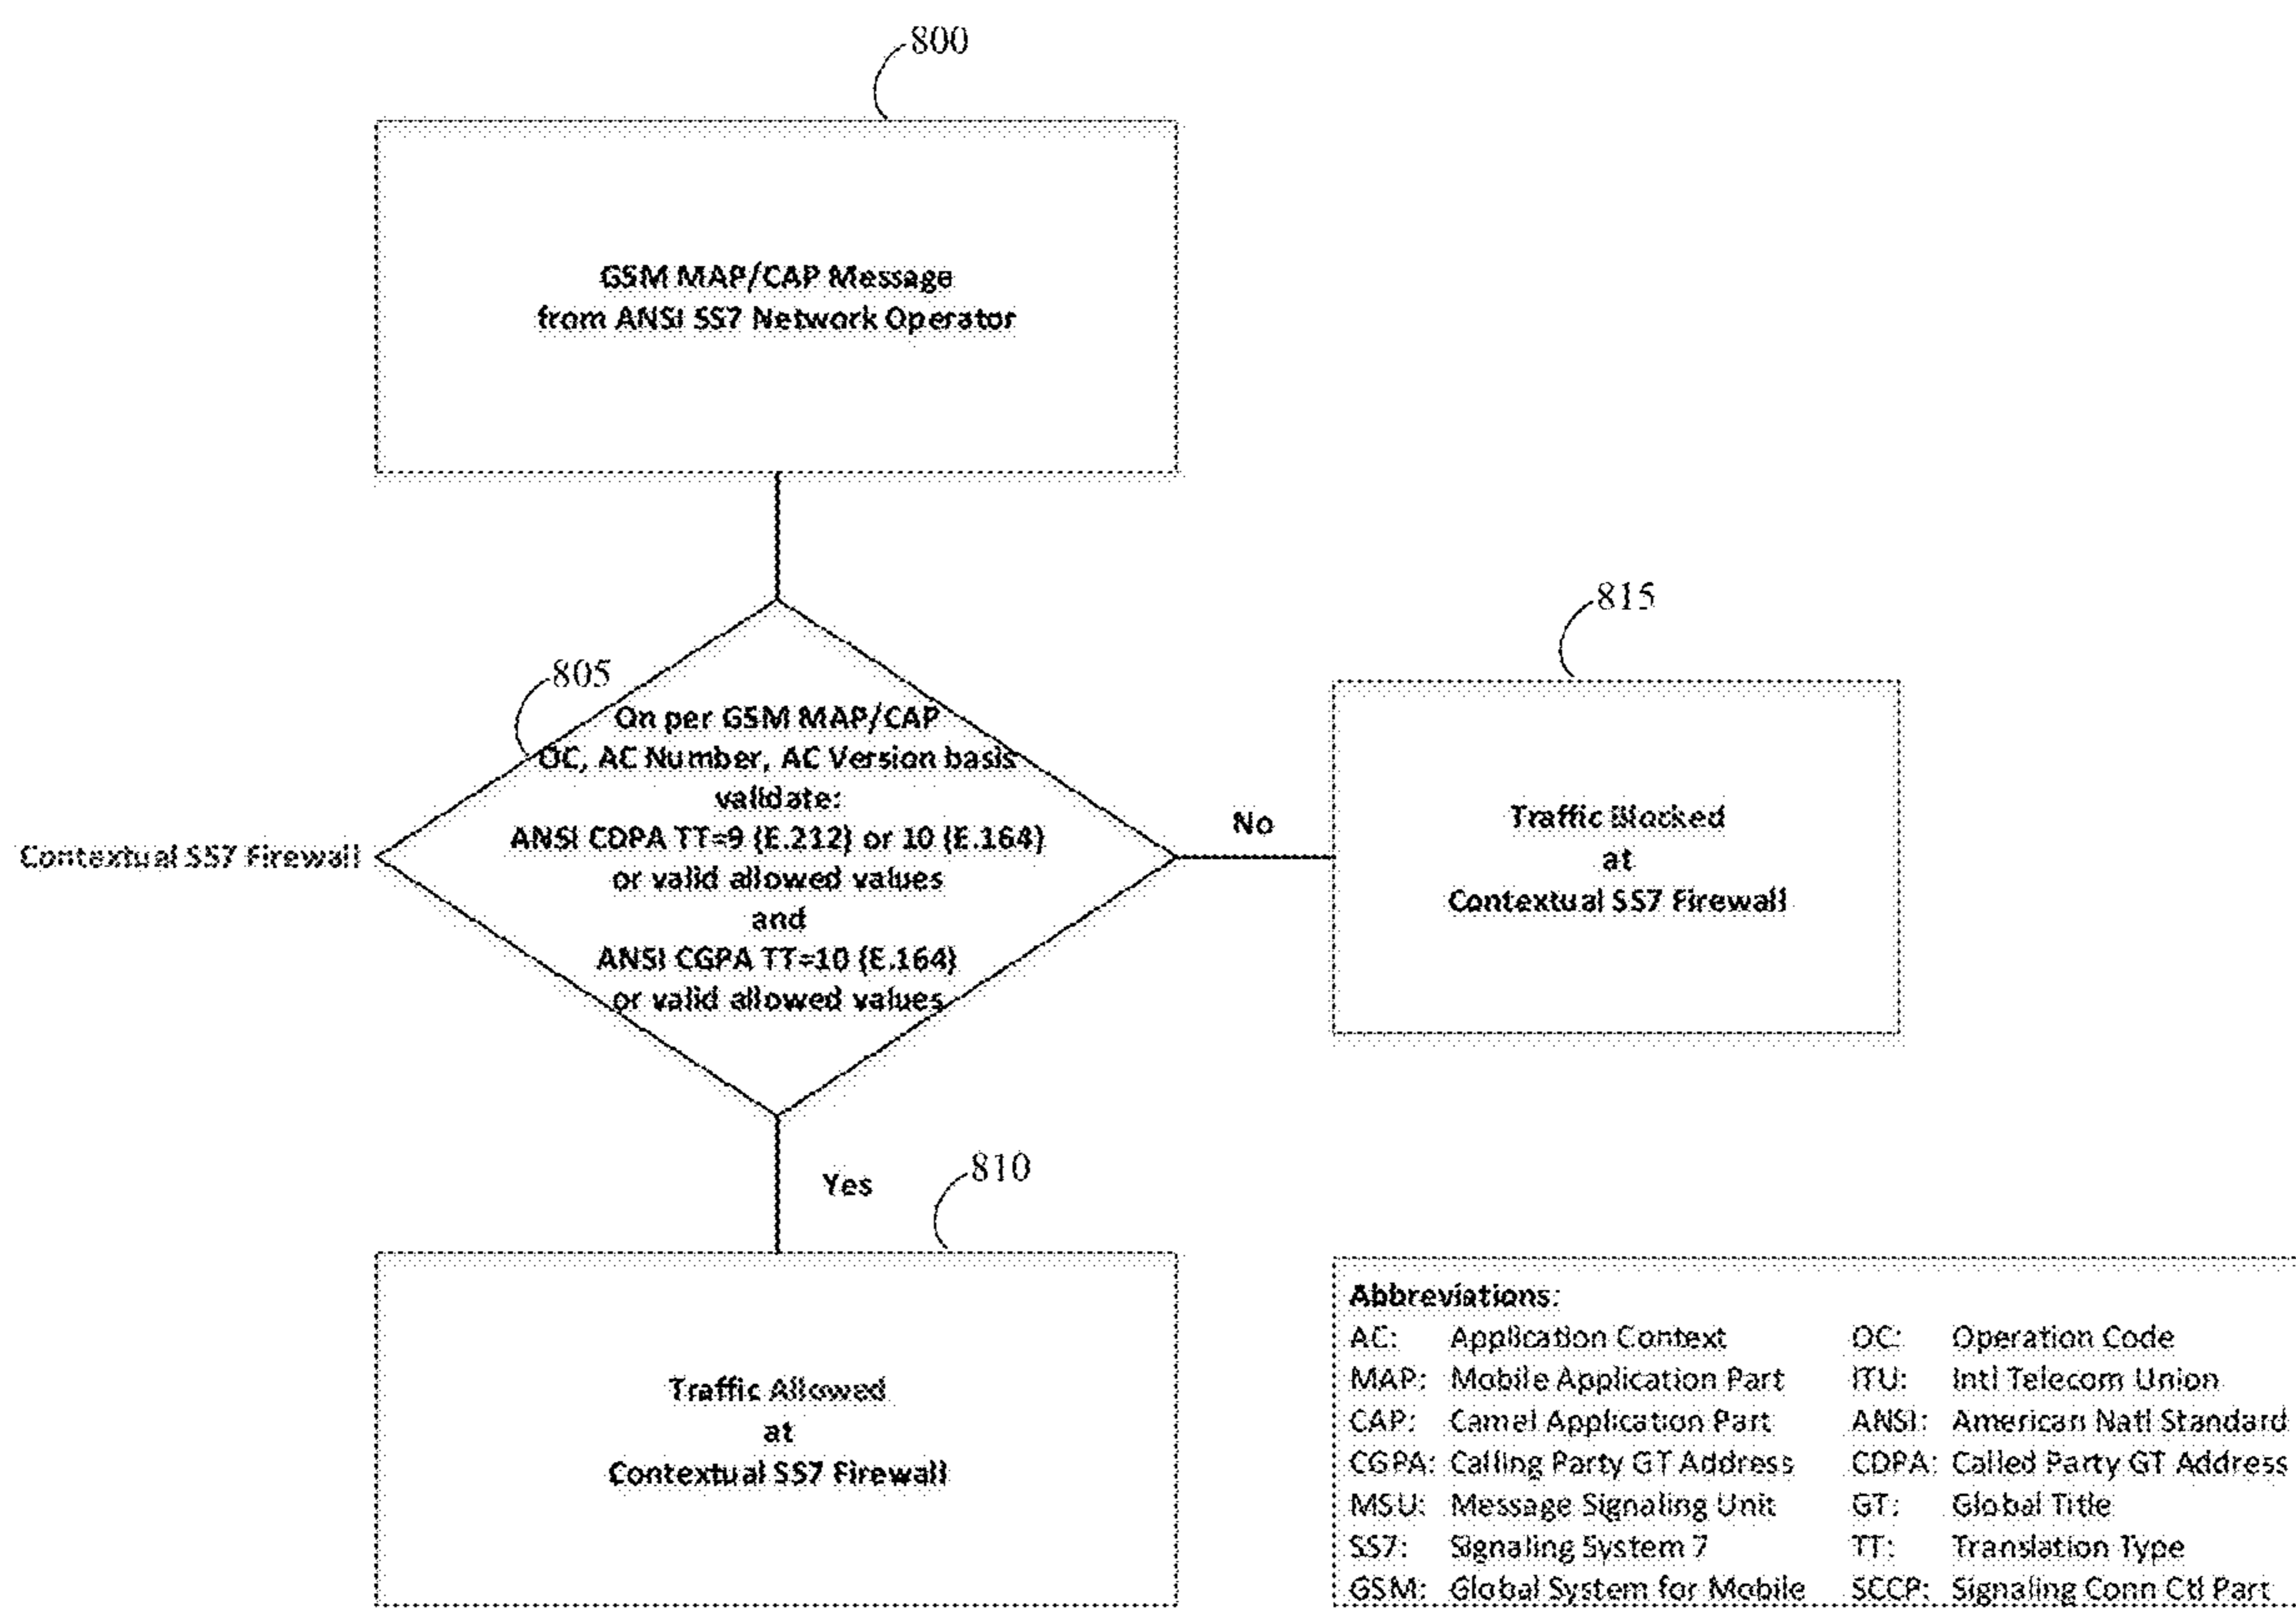 800
GSM MAP/CAP Message
from ANSI SS7 Network Operator
815
805
On per GSM MAP/CAP
OC, AC Number, AC Version basis
validate:
ANSI CDPA TT=9 (E.212) or 10 (E.164)
or valid allowed values
and
ANSI CGPA TT=10 (E.164)
or valid allowed values
Contextual SS7 Firewall
No
Traffic Blocked
at
Contextual SS7 Firewall
Yes
810
Traffic Allowed
at
Contextual SS7 Firewall
Abbreviations:
AC: Application Context OC: Operation Code
MAP: Mobile Application Part ITU: Intl Telecom Union
CAP: Camel Application Part ANSI: American Natl Standard
CGPA: Calling Party GT Address CDPA: Called Party GT Address
MSU: Message Signaling Unit GT: Global Title
SS7: Signaling System 7 TT: Translation Type
GSM: Global System for Mobile SCCP: Signaling Conn Ctl Part